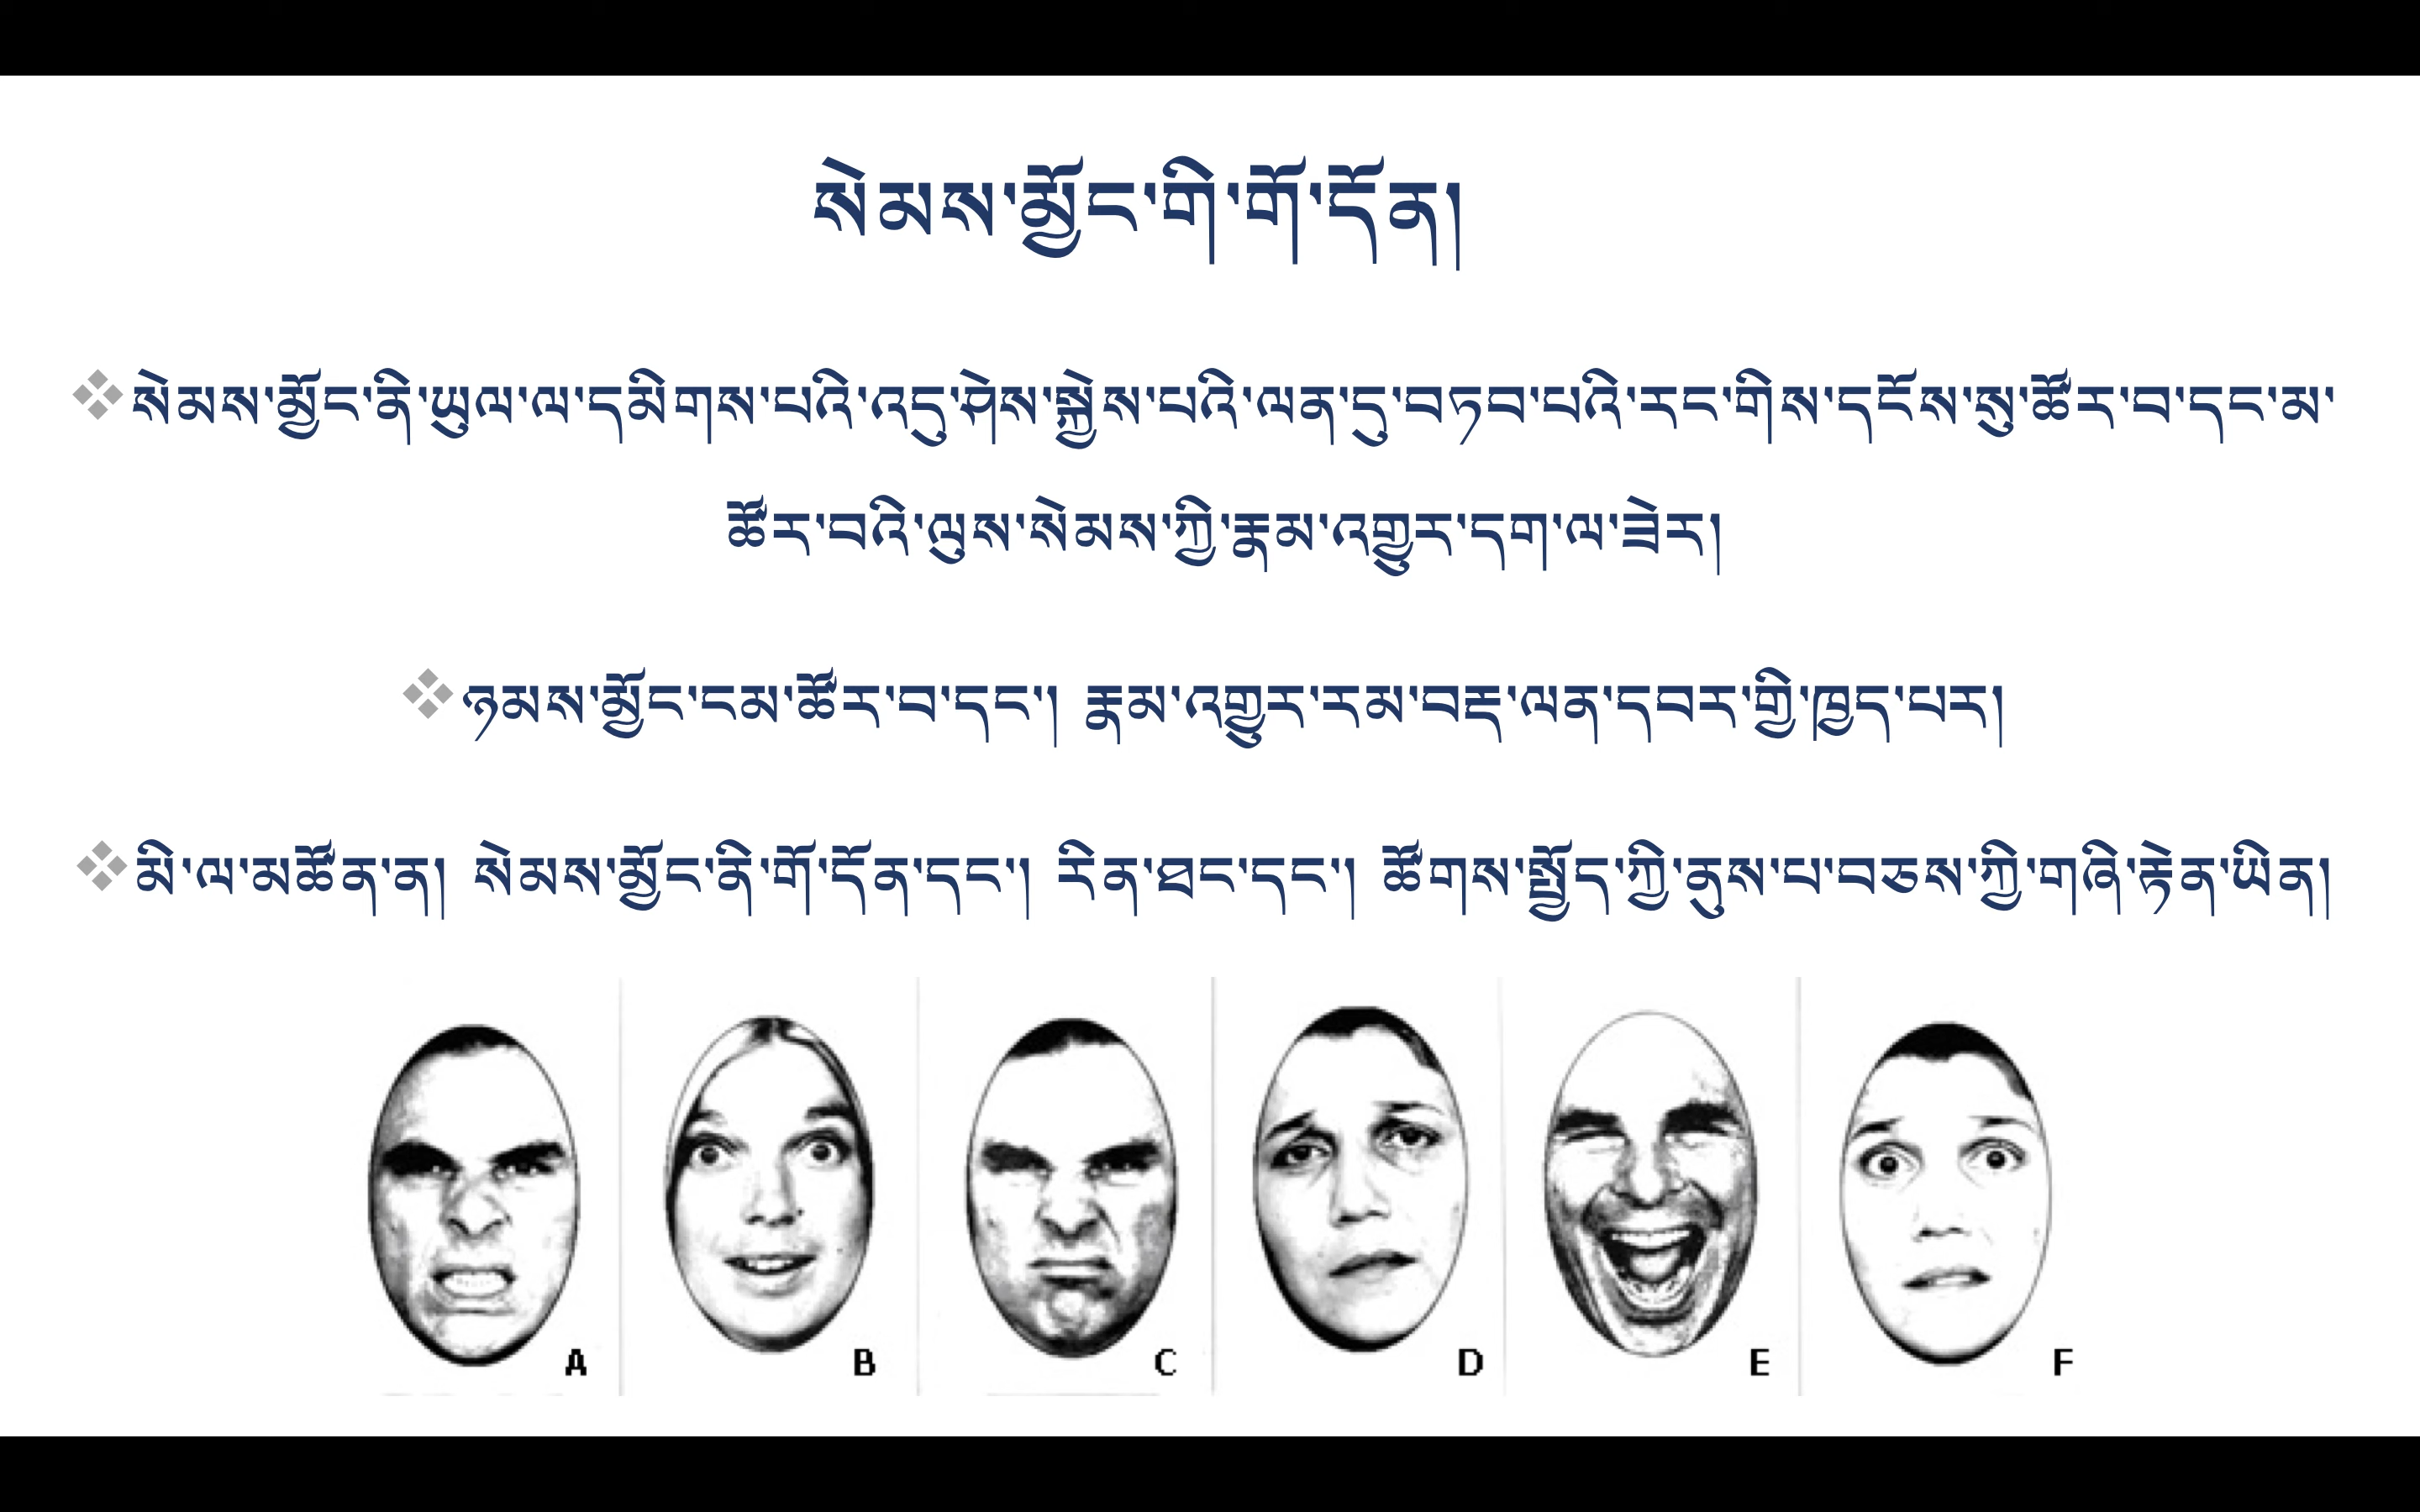 སེམས་མྱོང་གི་གོ་དོན།
❖སེམས་མྱོང་ནི་ཡུལ་ལ་དམིགས་པའི་འདུ་ཤེས་སྐྱེས་པའི་ལན་དུ་བཏབ་པའི་རང་གིས་དངོས་སུ་ཚོར་བ་དང་མ་
ཚོར་བའི་ལུས་སེམས་ཀྱི་རྣམ་འགྱུར་དག་ལ་ཟེར།
❖ཉམས་མྱོང་ངམ་ཚོར་བ་དང་། རྣམ་འགྱུར་རམ་བརྡ་ལན་དབར་གྱི་ཁྱད་པར།
❖མི་ལ་མཚོན་ན། སེམས་མྱོང་ནི་གོ་དོན་དང་། རིན་ཐང་དང་། ཚོགས་སྤྱོད་ཀྱི་ནུས་པ་བཅས་ཀྱི་གཞི་རྟེན་ཡིན།
A B C D E F